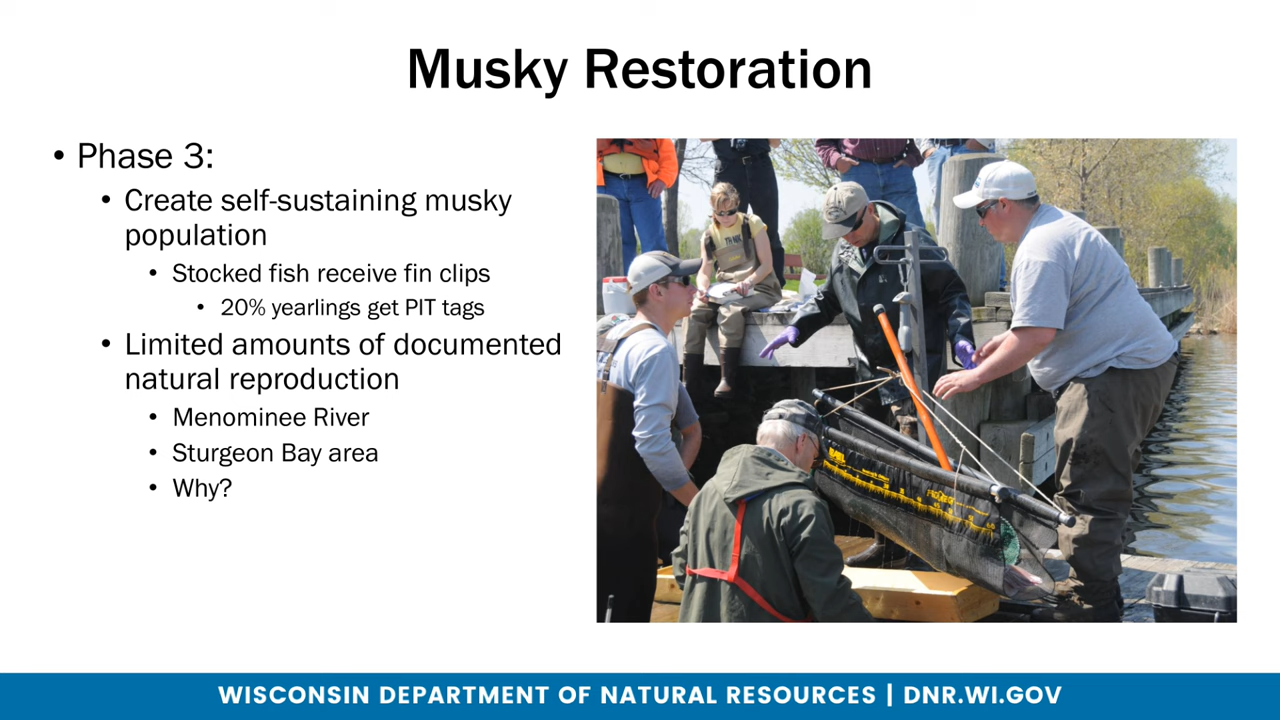 Musky Restoration
• Phase 3:
• Create self-sustaining musky
population
• Stocked fish receive fin clips
• 20% yearlings get PIT tags
• Limited amounts of documented
natural reproduction
• Menominee River
• Sturgeon Bay area
• Why?
WISCONSIN DEPARTMENT OF NATURAL RESOURCES | DNR.WI.GOV